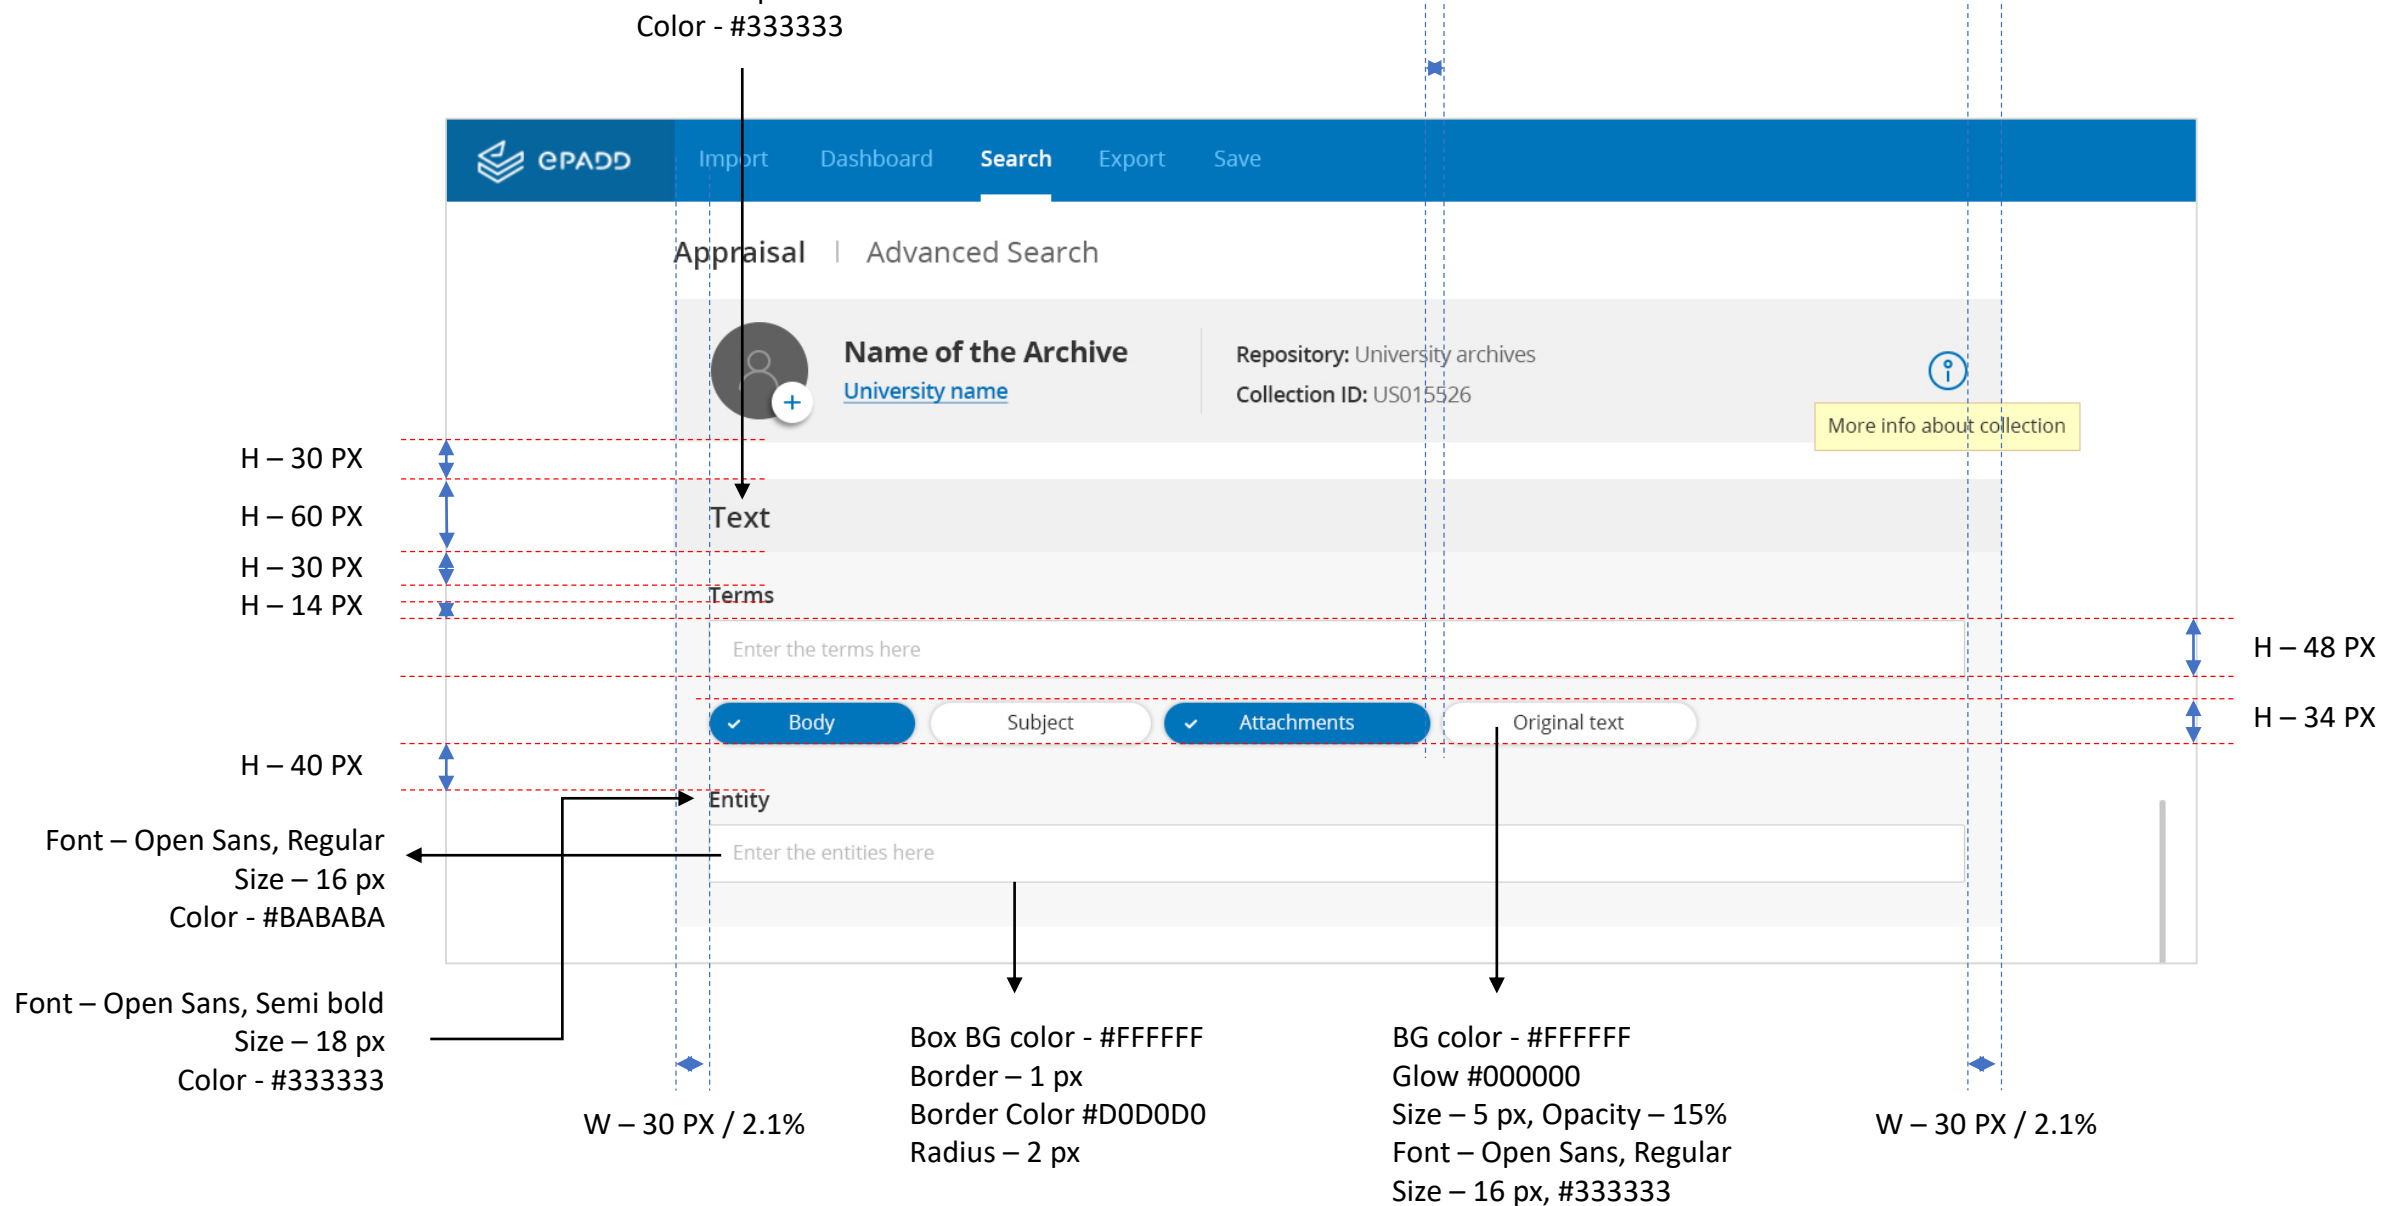 Color - #333333
ePADD
Import Dashboard Search Export Save
Appraisal | Advanced Search
Name of the Archive
University name
Repository: University archives
Collection ID: US015526
More info about collection
H – 30 PX
H – 60 PX
Text
H – 30 PX
H – 14 PX
Terms
Enter the terms here
H – 48 PX
Body Subject Attachments Original text
H – 34 PX
H – 40 PX
Entity
Enter the entities here
Font – Open Sans, Regular
Size – 16 px
Color - #BABABA
Font – Open Sans, Semi bold
Size – 18 px
Color - #333333
W – 30 PX / 2.1%
Box BG color - #FFFFFF
Border – 1 px
Border Color #D0D0D0
Radius – 2 px
BG color - #FFFFFF
Glow #000000
Size – 5 px, Opacity – 15%
Font – Open Sans, Regular
Size – 16 px, #333333
W – 30 PX / 2.1%